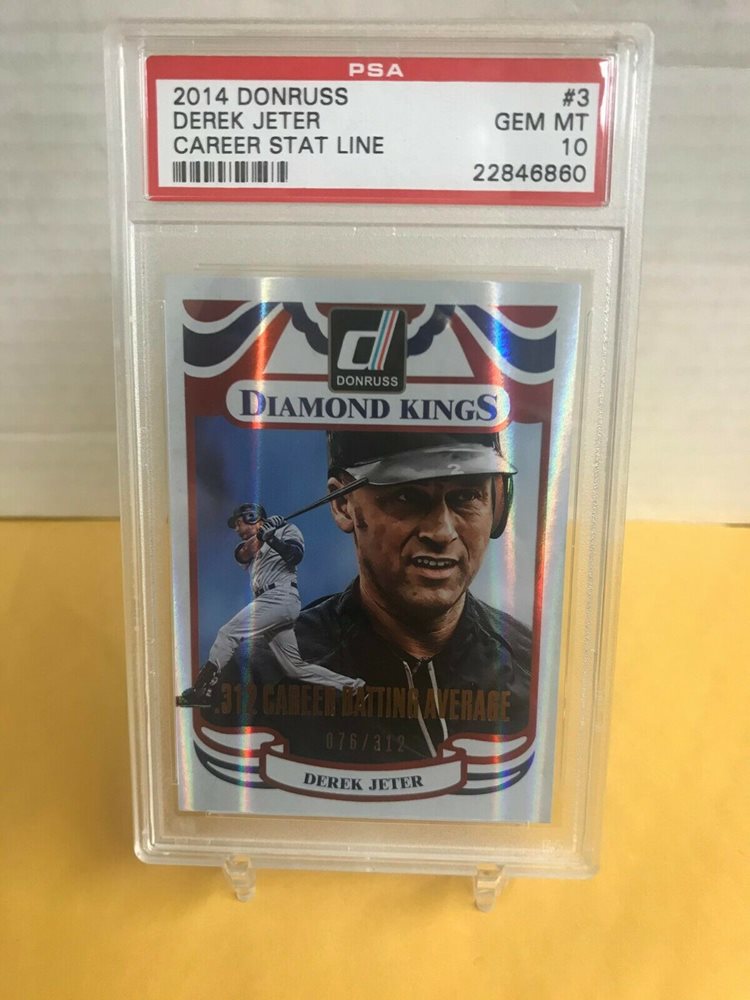 PSA
2014 DONRUSS #3
DEREK JETER GEM MT
CAREER STAT LINE 10
22846860
d
DONRUSS
DIAMOND KINGS
2
.312 CAREER BATTING AVERAGE
076/312
DEREK JETER